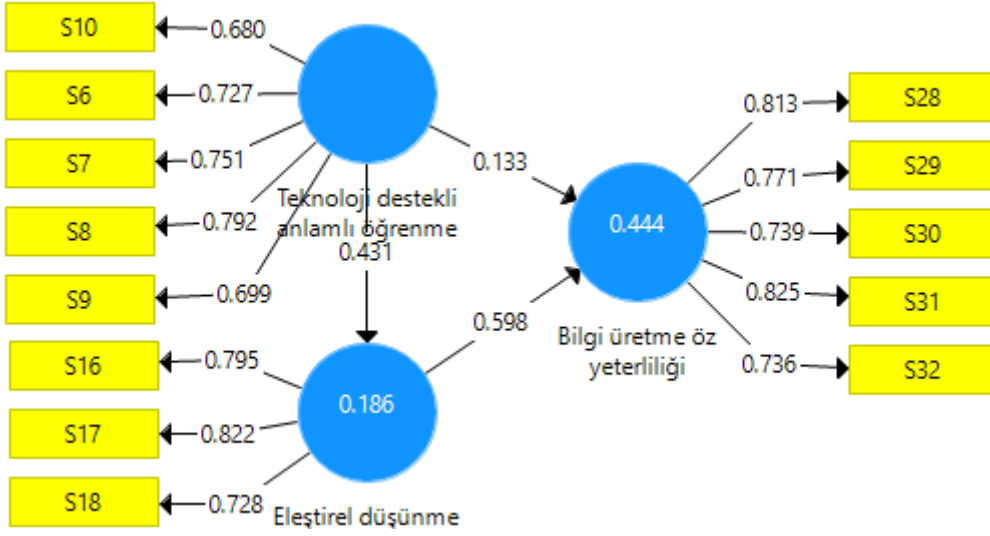 S10
0.680
S6
0.727
S7
0.751
S8
0.792
S9
0.699
Teknoloji destekli
anlamlı öğrenme
0.431
0.133
S16
0.795
S17
0.822
S18
0.728
0.186
Eleştirel düşünme
0.598
0.444
Bilgi üretme öz
yeterliliği
0.813
S28
0.771
S29
0.739
S30
0.825
S31
0.736
S32